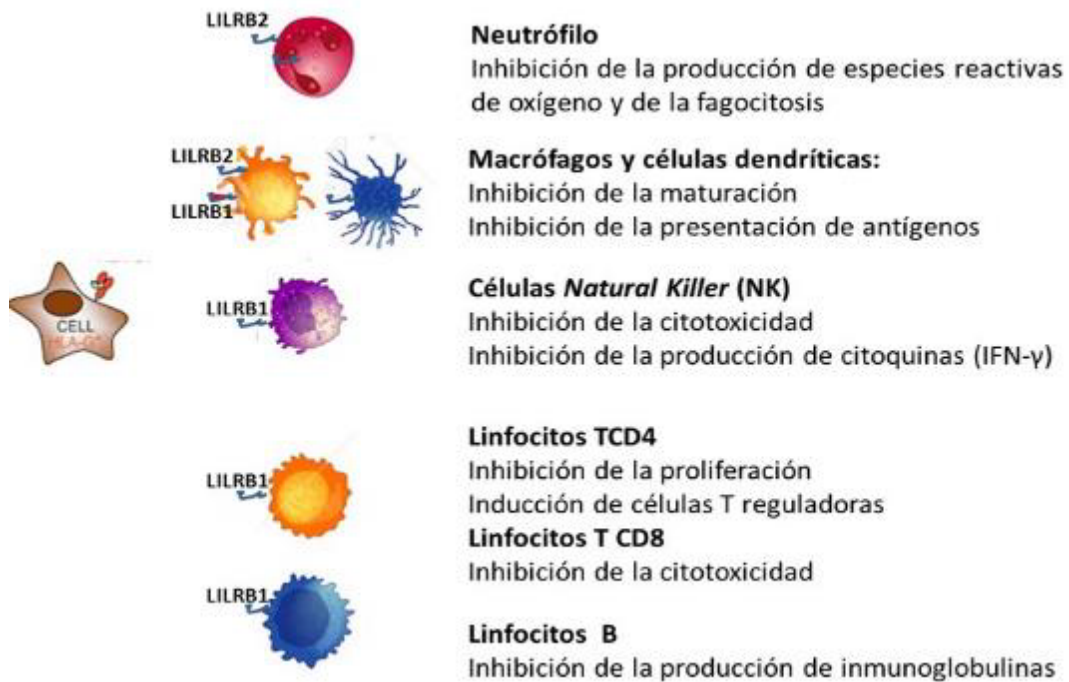 LILRB2
Neutrófilo
Inhibición de la producción de especies reactivas
de oxígeno y de la fagocitosis
LILRB2
LILRB1
Macrófagos y células dendríticas:
Inhibición de la maturación
Inhibición de la presentación de antígenos
CELL
HLA-G+
LILRB1
Células Natural Killer (NK)
Inhibición de la citotoxicidad
Inhibición de la producción de citoquinas (IFN-γ)
LILRB1
Linfocitos TCD4
Inhibición de la proliferación
Inducción de células T reguladoras
Linfocitos T CD8
Inhibición de la citotoxicidad
LILRB1
Linfocitos B
Inhibición de la producción de inmunoglobulinas